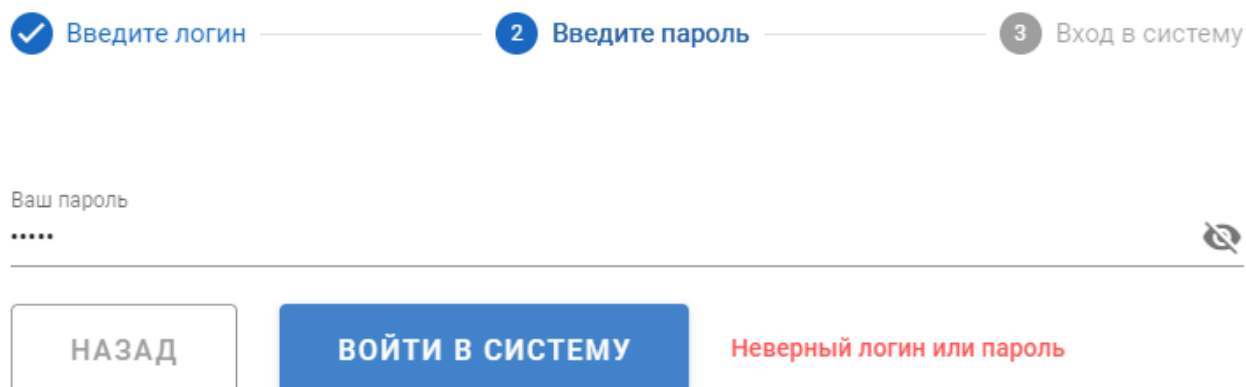 Введите логин 2 Введите пароль 3 Вход в систему
Ваш пароль
•••••
НАЗАД ВОЙТИ В СИСТЕМУ Неверный логин или пароль